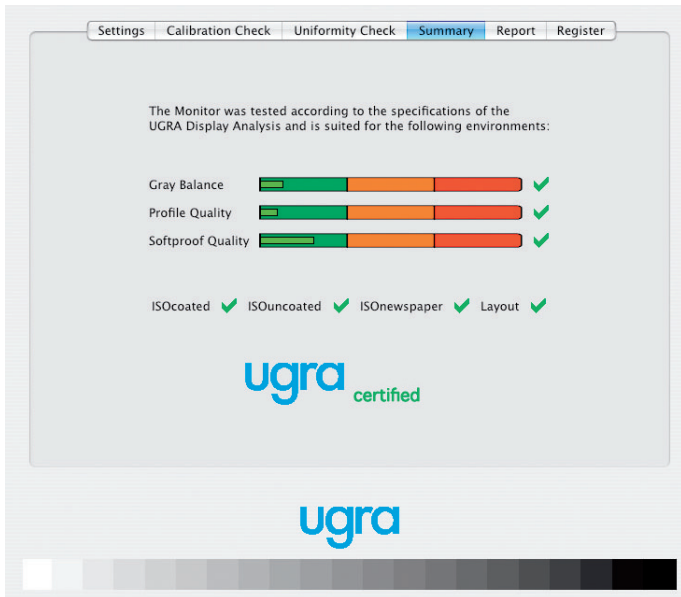 Settings Calibration Check Uniformity Check Summary Report Register
The Monitor was tested according to the specifications of the
UGRA Display Analysis and is suited for the following environments:
Gray Balance
Profile Quality
Softproof Quality
ISOcoated ISOuncoated ISOnewspaper Layout
ugra certified
ugra